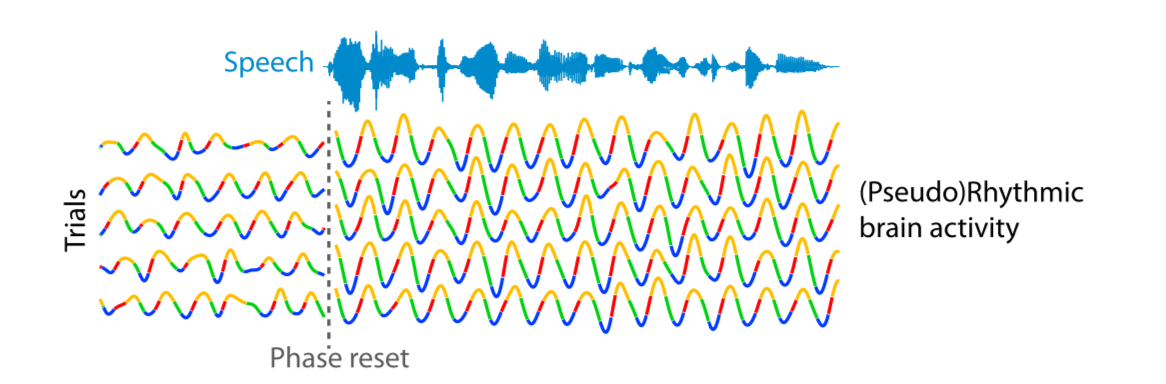 Speech
Trials
(Pseudo)Rhythmic
brain activity
Phase reset